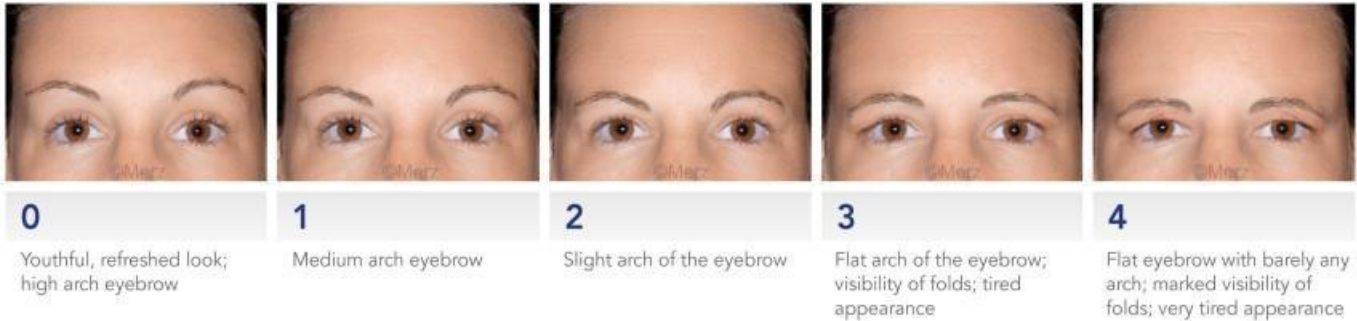 ©Merz
©Merz
©Merz
©Merz
©Merz
0
1
2
3
4
Youthful, refreshed look;
high arch eyebrow
Medium arch eyebrow
Slight arch of the eyebrow
Flat arch of the eyebrow;
visibility of folds; tired
appearance
Flat eyebrow with barely any
arch; marked visibility of
folds; very tired appearance